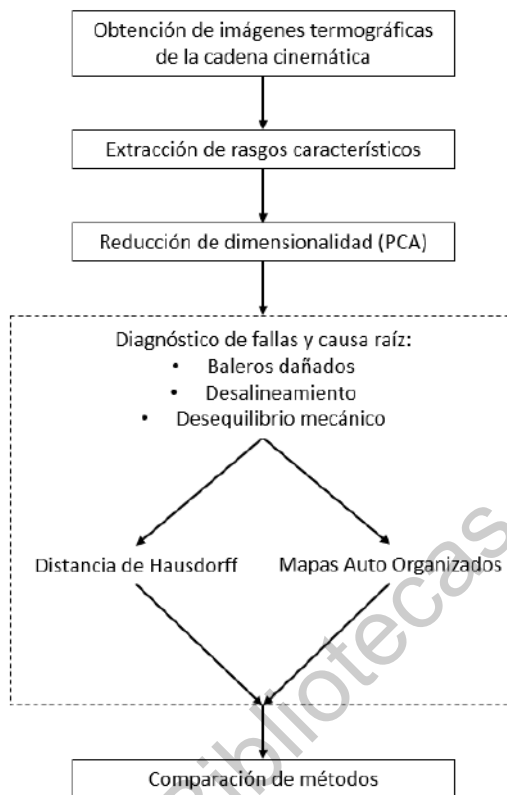 Obtención de imágenes termográficas
de la cadena cinemática
Extracción de rasgos característicos
Reducción de dimensionalidad (PCA)
Diagnóstico de fallas y causa raíz:
• Baleros dañados
• Desalineamiento
• Desequilibrio mecánico
Distancia de Hausdorff
Mapas Auto Organizados
Comparación de métodos
Bibliotecas